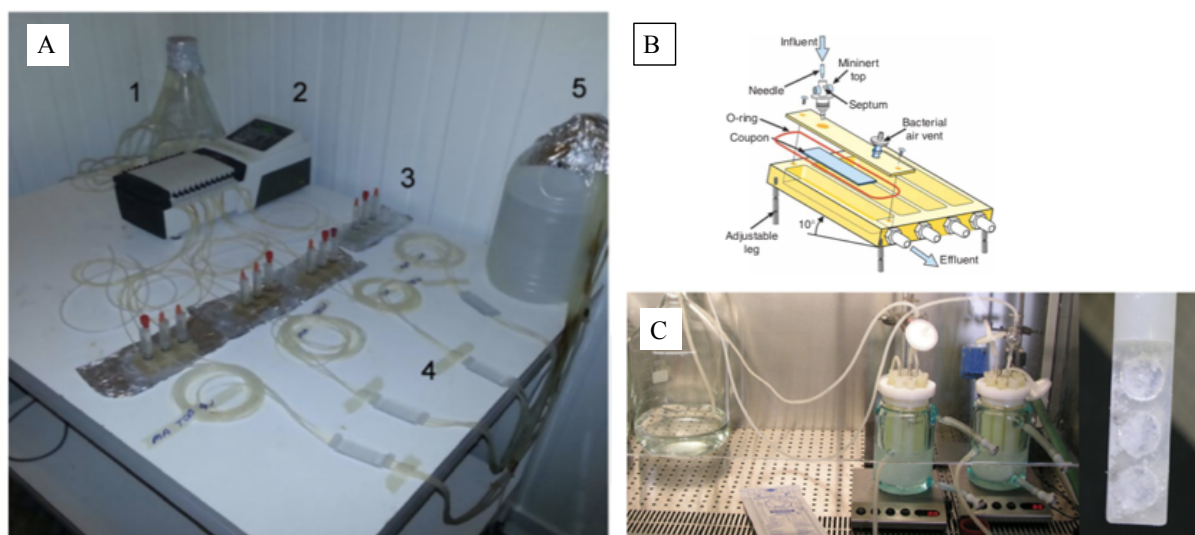 A
1
2
3
4
5
B
Influent
Needle
Mininert
top
Septum
O-ring
Coupon
Bacterial
air vent
Adjustable
leg
10°
Effluent
C